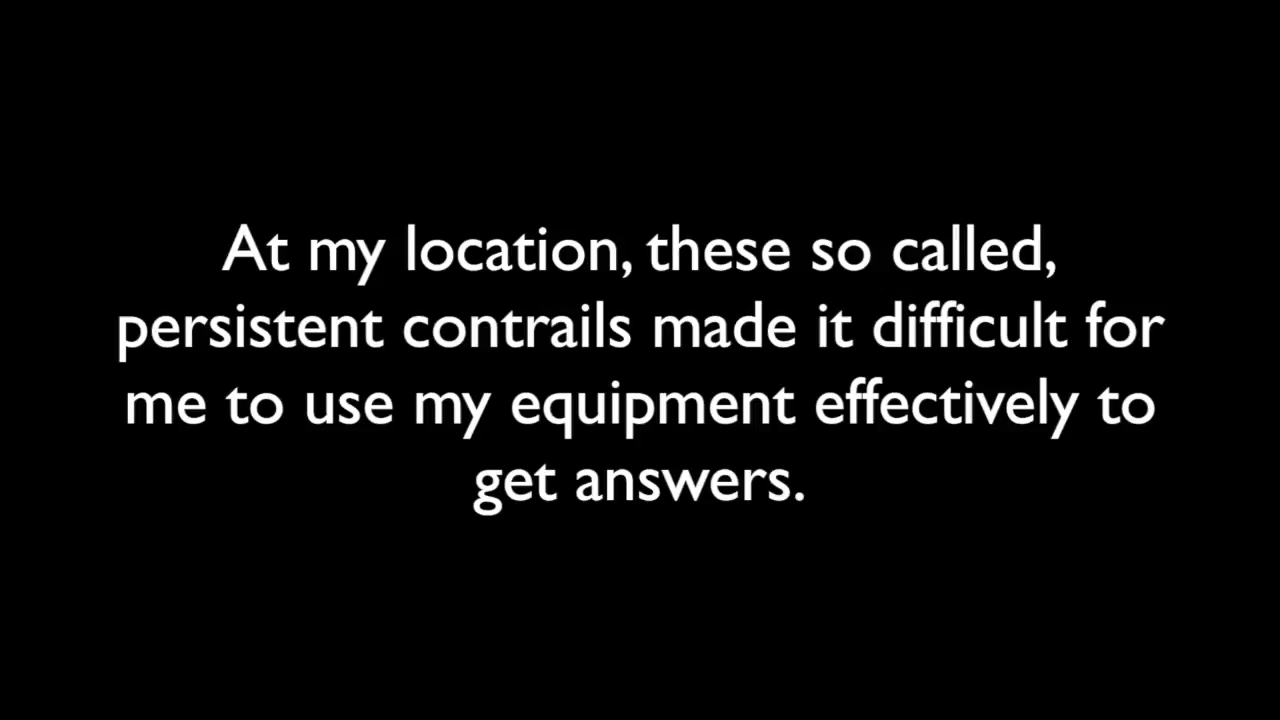 At my location, these so called,
persistent contrails made it difficult for
me to use my equipment effectively to
get answers.